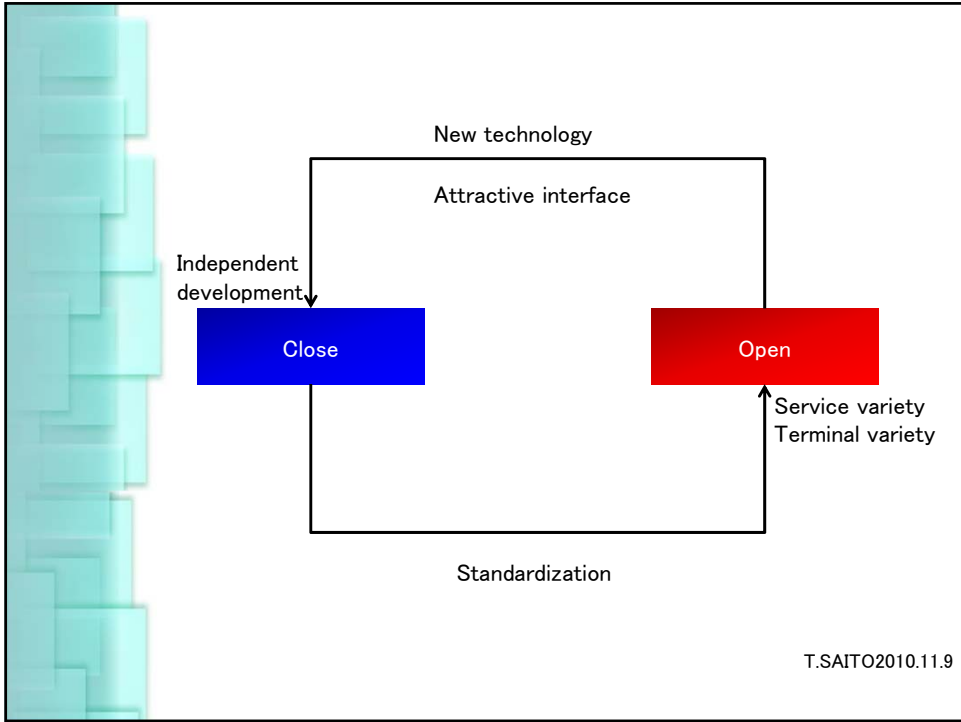 New technology
Attractive interface
Independent
development
Close
Open
Service variety
Terminal variety
Standardization
T.SAITO2010.11.9